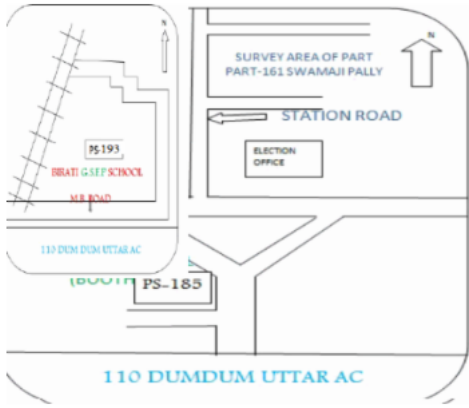 N
PS-193
BIRATI G.S.F.P SCHOOL
M.B ROAD
110 DUM DUM UTTAR AC
SURVEY AREA OF PART
PART-161 SWAMAJI PALLY
N
STATION ROAD
ELECTION
OFFICE
(BOOTH
PS-185
110 DUMDUM UTTAR AC